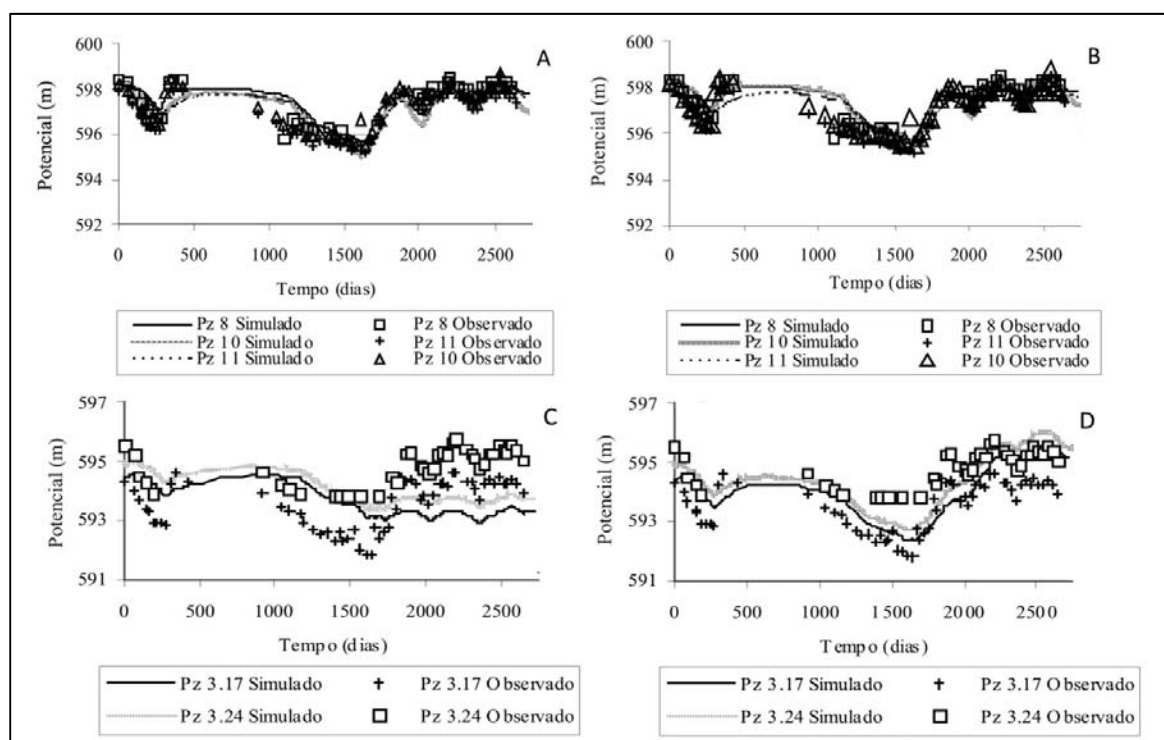 A
Potencial (m)
600
598
596
594
592
0 500 1000 1500 2000 2500
Tempo (dias)
Pz 8 Simulado Pz 8 Observado
Pz 10 Simulado Pz 11 Observado
Pz 11 Simulado Pz 10 Observado
B
Potencial (m)
600
598
596
594
592
0 500 1000 1500 2000 2500
Tempo (dias)
Pz 8 Simulado Pz 8 Observado
Pz 10 Simulado Pz 11 Observado
Pz 11 Simulado Pz 10 Observado
C
Potencial (m)
597
595
593
591
0 500 1000 1500 2000 2500
Tempo (dias)
Pz 3.17 Simulado Pz 3.17 Observado
Pz 3.24 Simulado Pz 3.24 Observado
D
Potencial (m)
597
595
593
591
0 500 1000 1500 2000 2500
Tempo (dias)
Pz 3.17 Simulado Pz 3.17 Observado
Pz 3.24 Simulado Pz 3.24 Observado